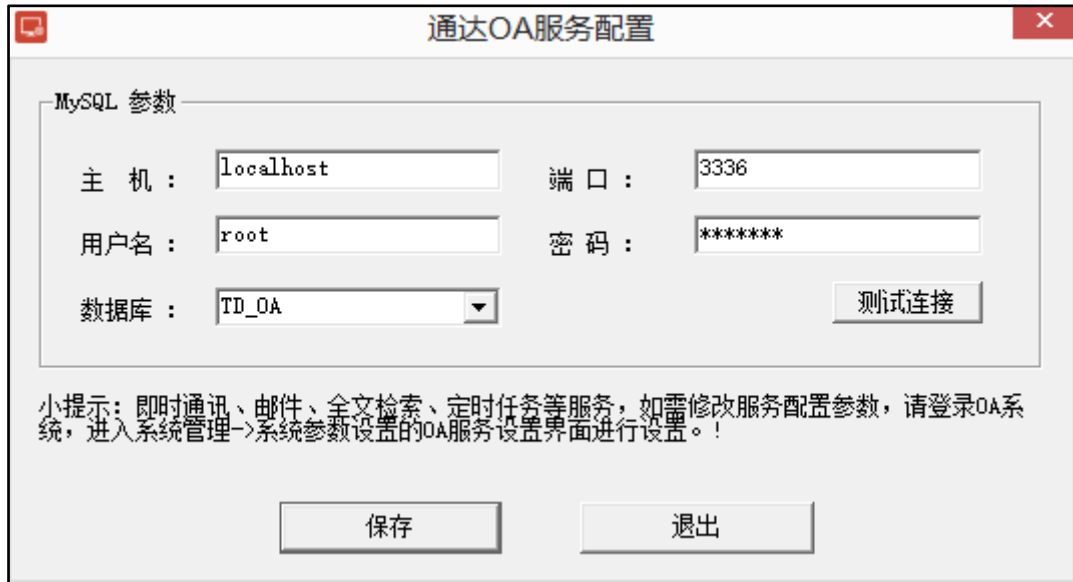 通达OA服务配置
MySQL 参数
主 机 : localhost 端 口 : 3336
用户名 : root 密 码 : *******
数据库 : TD_OA 测试连接
小提示: 即时通讯、邮件、全文检索、定时任务等服务, 如需修改服务配置参数, 请登录OA系
统, 进入系统管理->系统参数设置的OA服务设置界面进行设置。!
保存 退出